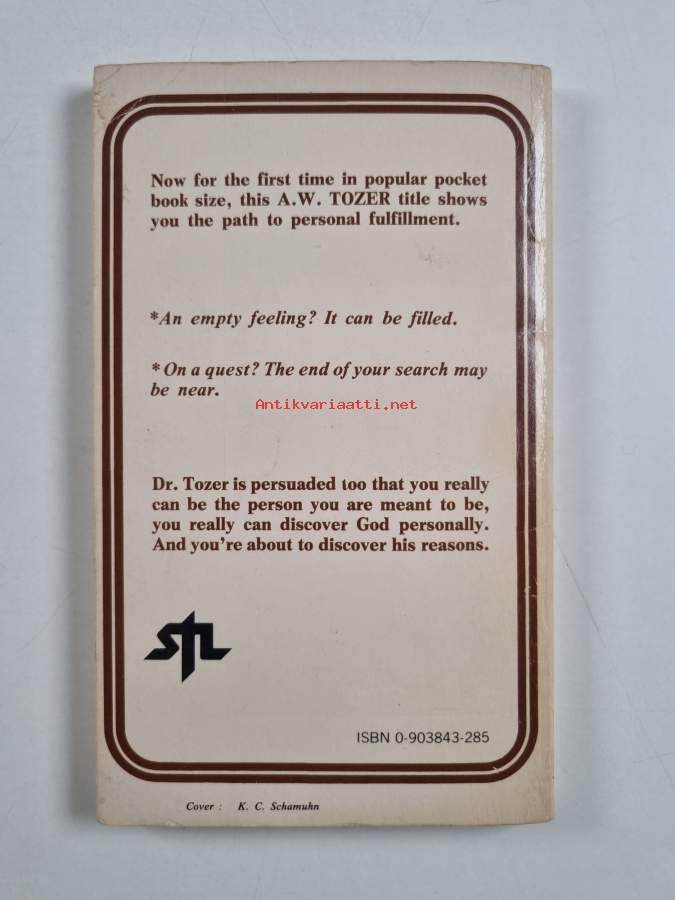 Now for the first time in popular pocket
book size, this A.W. TOZER title shows
you the path to personal fulfillment.
*An empty feeling? It can be filled.
* On a quest? The end of your search may
be near.
Antikvariaatti.net
Dr. Tozer is persuaded too that you really
can be the person you are meant to be,
you really can discover God personally.
And you're about to discover his reasons.
STL
ISBN 0-903843-285
Cover : K. C. Schamuhn